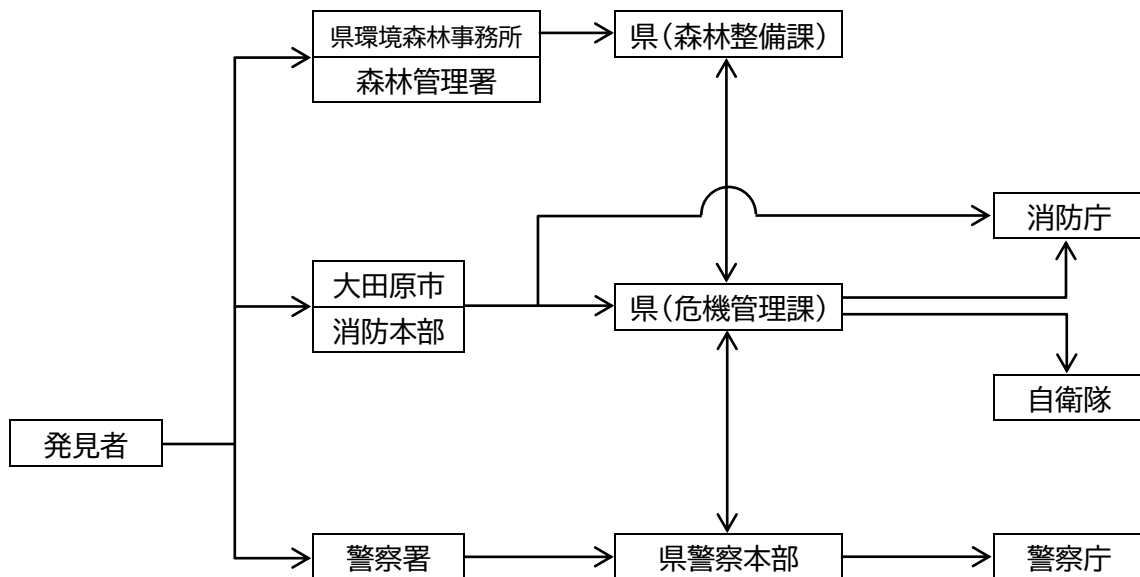 県環境森林事務所
森林管理署
県（森林整備課）
消防庁
大田原市
消防本部
県（危機管理課）
自衛隊
発見者
警察署
県警察本部
警察庁